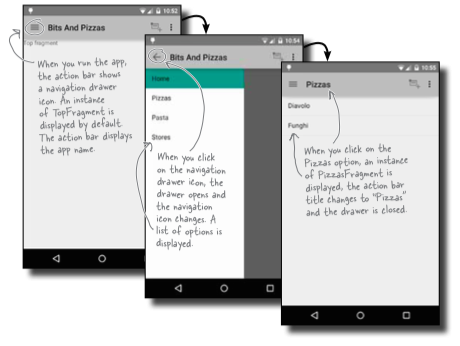 10:52
Bits And Pizzas
Top fragment
When you run the app,
the action bar shows
a navigation drawer
icon. An instance
of TopFragment is
displayed by default.
The action bar displays
the app name.
10:54
Bits And Pizzas
Home
Pizzas
Pasta
Stores
When you click
on the navigation
drawer icon, the
drawer opens and
the navigation
icon changes. A
list of options is
displayed.
10:55
Pizzas
Diavolo
Funghi
When you click on the
Pizzas option, an instance
of PizzasFragment is
displayed, the action bar
title changes to "Pizzas"
and the drawer is closed.